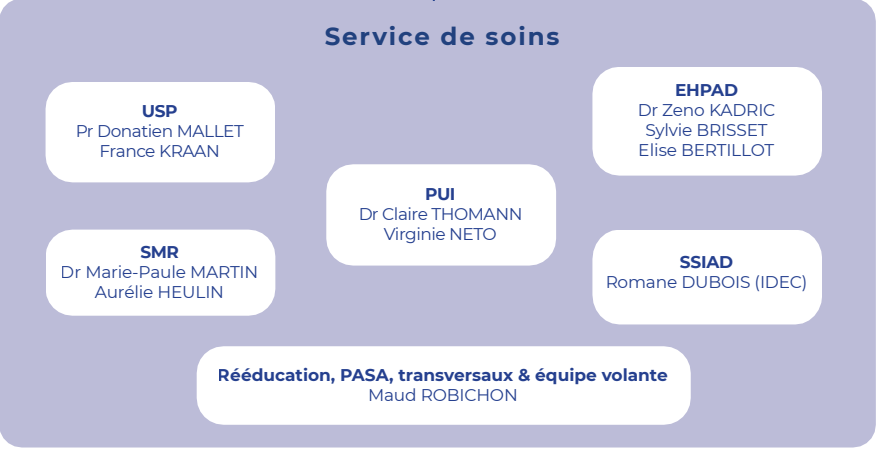 Service de soins
USP
Pr Donatien MALLET
France KRAAN
EHPAD
Dr Zeno KADRIC
Sylvie BRISSET
Elise BERTILLOT
PUI
Dr Claire THOMANN
Virginie NETO
SMR
Dr Marie-Paule MARTIN
Aurélie HEULIN
SSIAD
Romane DUBOIS (IDEC)
Rééducation, PASA, transversaux & équipe volante
Maud ROBICHON